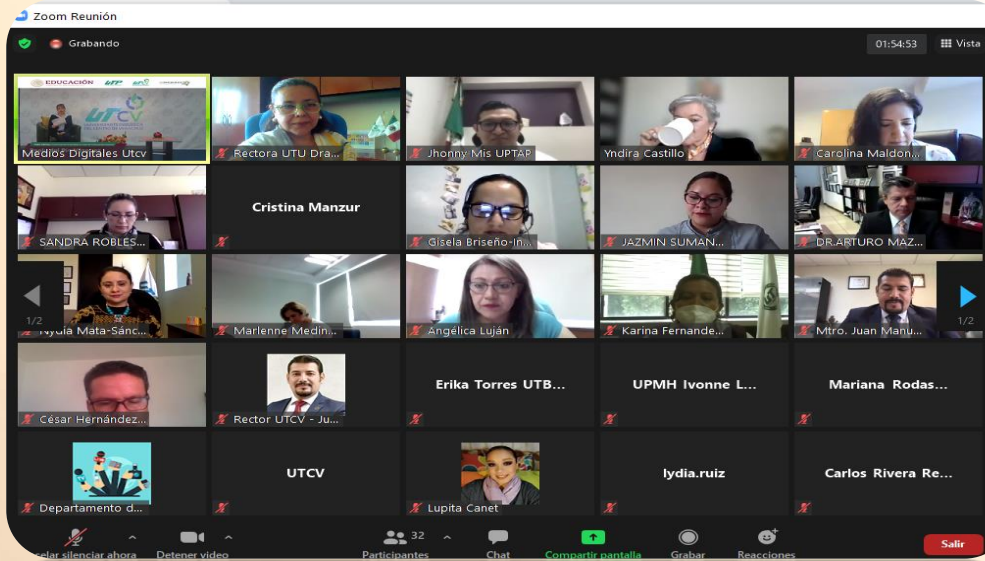 Zoom Reunión
Grabando
01:54:53
Vista
EDUCACIÓN
UTP
UTCV
Medios Digitales Utcv
Rectora UTU Dra...
Jhonny Mis UPTAP
Yndira Castillo
Carolina Maldon...
SANDRA ROBLES...
Cristina Manzur
Gisela Briseño-In...
JAZMIN SUMAN...
DR.ARTURO MAZ...
1/2
Nydia Mata-Sánc...
Marlenne Medin...
Angélica Luján
Karina Fernande...
Mtro. Juan Manu...
1/2
César Hernández...
Rector UTCV - Ju...
Erika Torres UTB...
UPMH Ivonne L...
Mariana Rodas...
Departamento d...
UTCV
Lupita Canet
lydia.ruiz
Carlos Rivera Re...
32
celar silenciar ahora
Detener video
Participantes
Chat
Compartir pantalla
Grabar
Reacciones
Salir